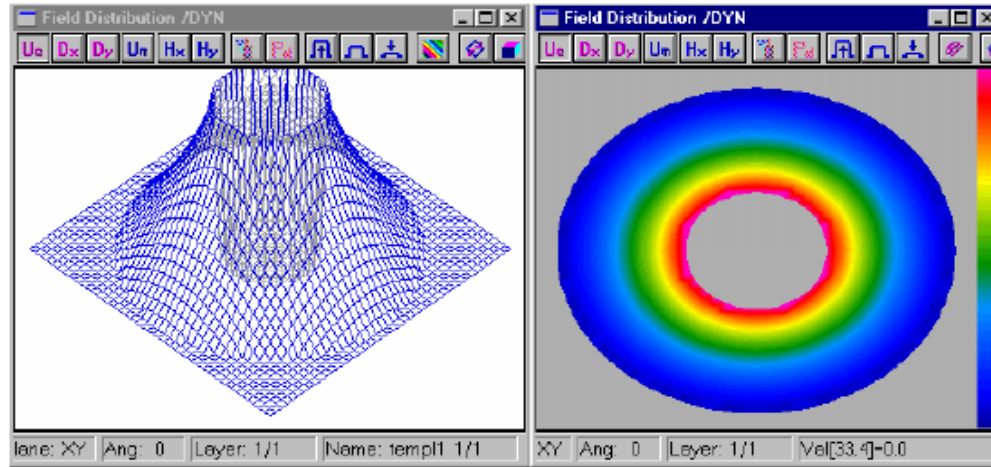 Field Distribution /DYN
Ue Dx Dy Um Hx Hy
lane: XY Ang: 0 Layer: 1/1 Name: templ1 1/1
Field Distribution /DYN
Ue Dx Dy Um Hx Hy
XY Ang: 0 Layer: 1/1 Val[33.4]=0.0